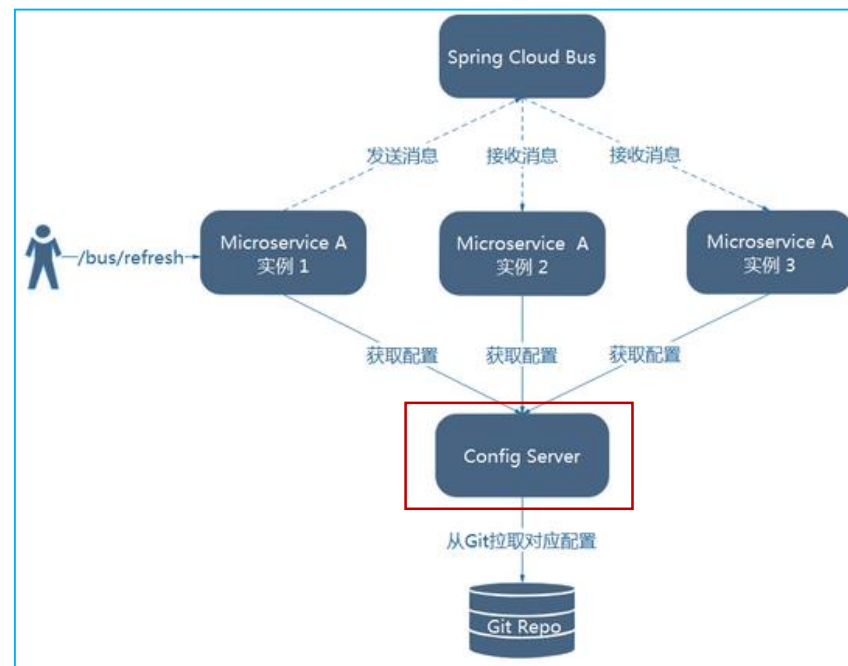 Spring Cloud Bus
发送消息
接收消息
接收消息
/bus/refresh
Microservice A
实例 1
Microservice A
实例 2
Microservice A
实例 3
获取配置
获取配置
获取配置
Config Server
从Git拉取对应配置
Git Repo